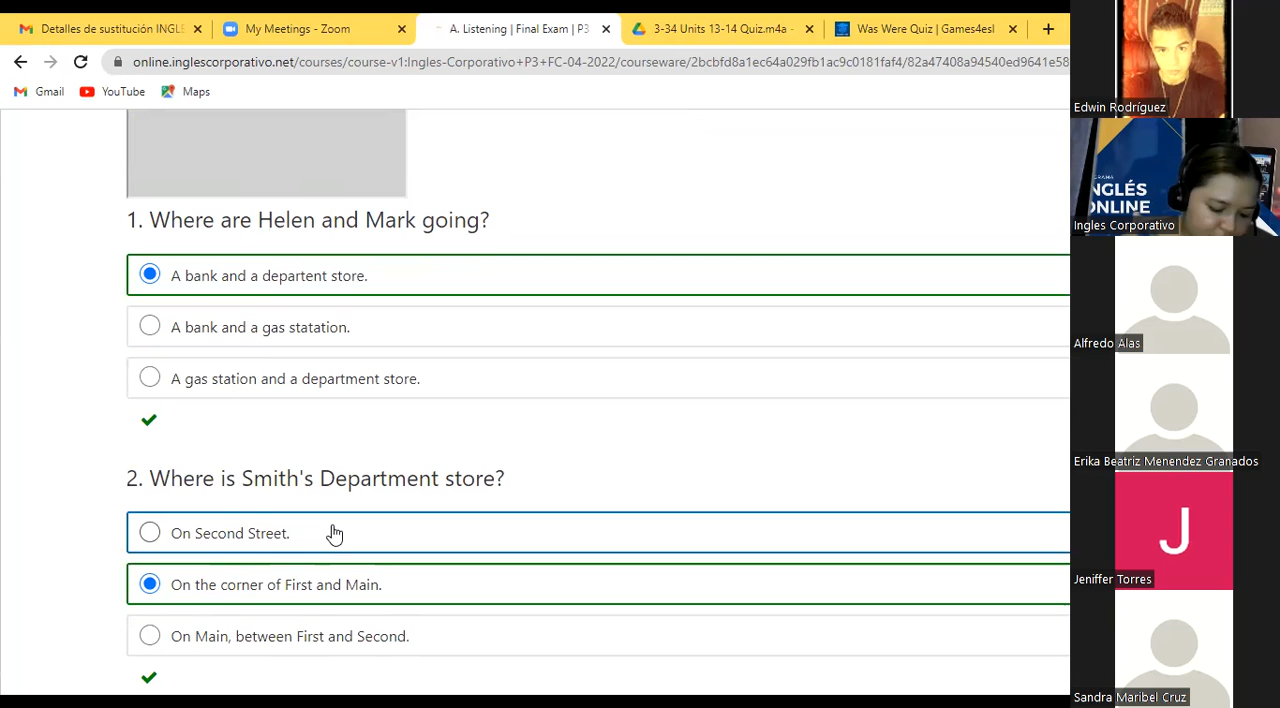 Detalles de sustitución INGLE
My Meetings - Zoom
A. Listening | Final Exam | P3
3-34 Units 13-14 Quiz.m4a -
Was Were Quiz | Games4esl
online.inglescorporativo.net/courses/course-v1:Ingles-Corporativo+P3+FC-04-2022/courseware/2bcbfd8a1ec64a029fb1ac9c0181faf4/82a47408a94540ed9641e58
Gmail
YouTube
Maps
1. Where are Helen and Mark going?
A bank and a departent store.
A bank and a gas statation.
A gas station and a department store.
2. Where is Smith's Department store?
On Second Street.
On the corner of First and Main.
On Main, between First and Second.
Edwin Rodríguez
INGLÉS
ONLINE
Ingles Corporativo
Alfredo Alas
Erika Beatriz Menendez Granados
J
Jeniffer Torres
Sandra Maribel Cruz